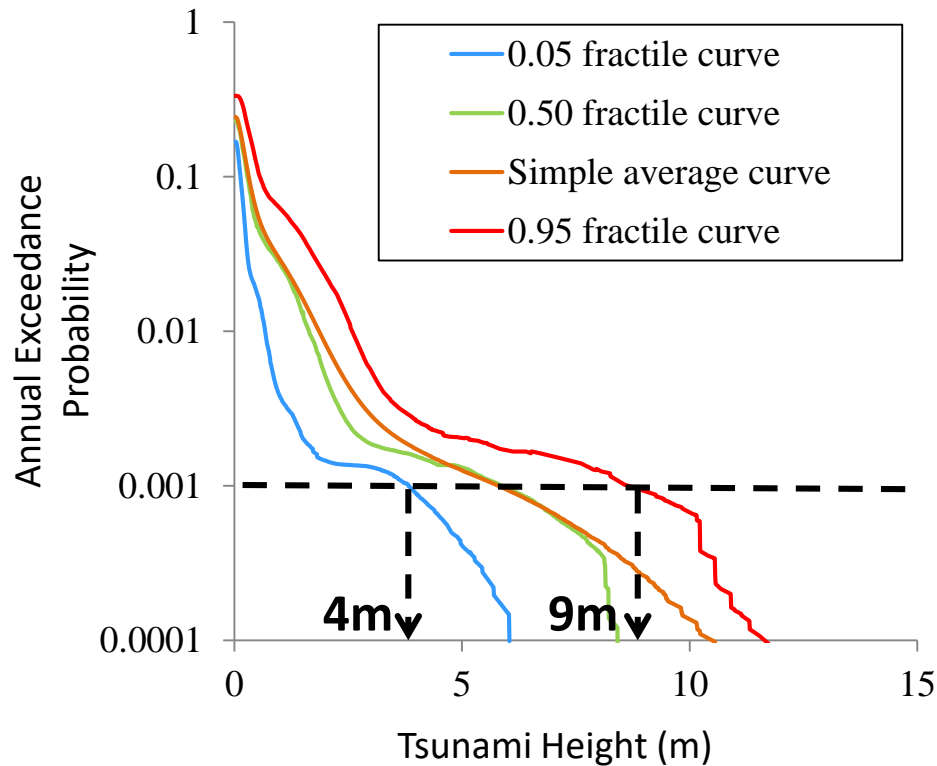 1
0.1
0.01
0.001
0.0001
Annual Exceedance
Probability
0.05 fractile curve
0.50 fractile curve
Simple average curve
0.95 fractile curve
4m
9m
0
5
10
15
Tsunami Height (m)